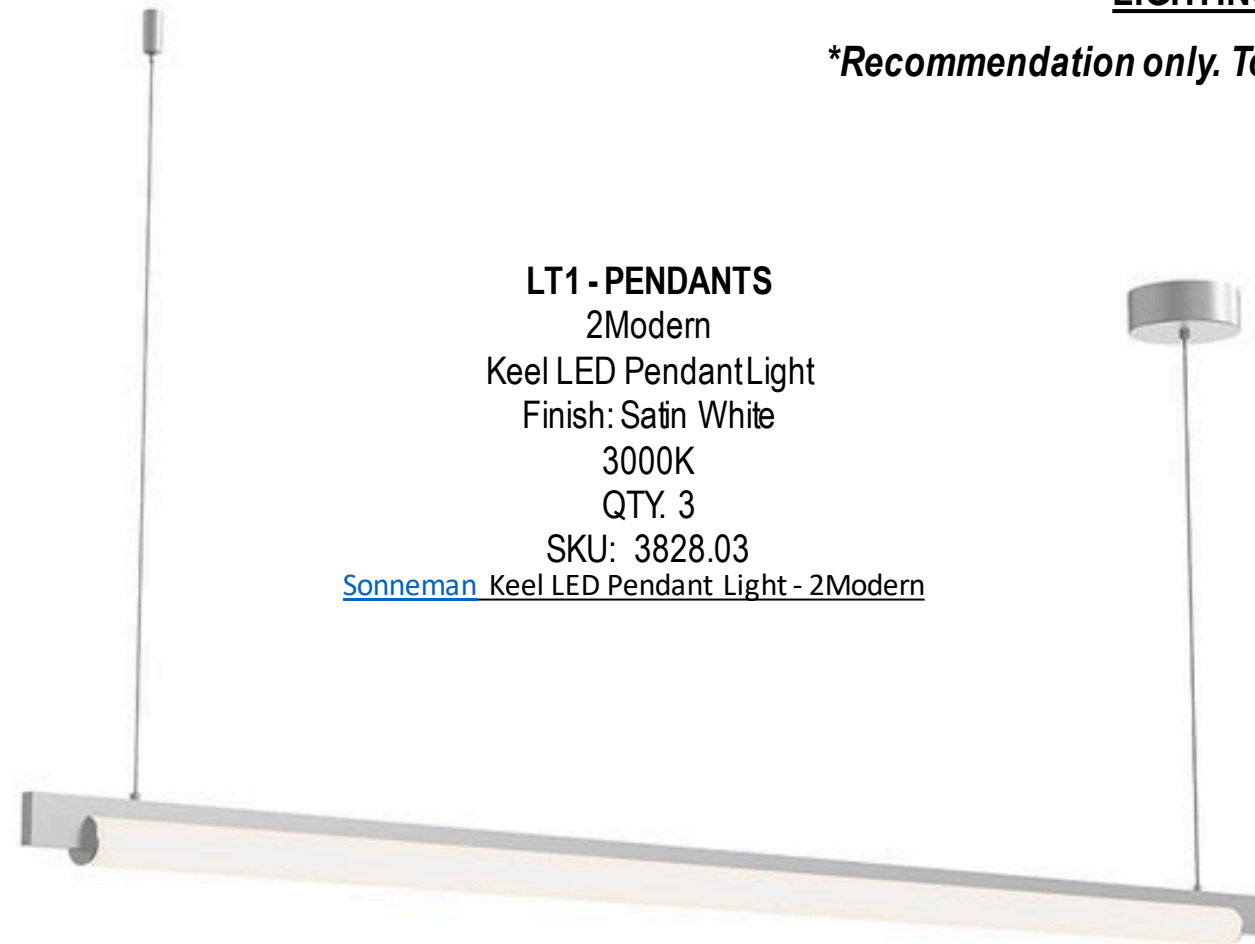 *Recommendation only. To
LT1 - PENDANTS
2Modern
Keel LED Pendant Light
Finish: Satin White
3000K
QTY. 3
SKU: 3828.03
Sonneman Keel LED Pendant Light - 2Modern